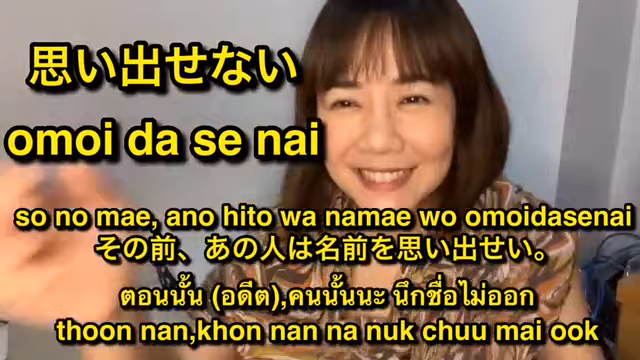 思い出せない
omoi da se nai
so no mae, ano hito wa namae wo omoidasenai
その前、あの人は名前を思い出せい。
ตอนนั้น (อดีต),คนนั้นนะ นึกชื่อไม่ออก
thoon nan,khon nan na nuk chuu mai ook